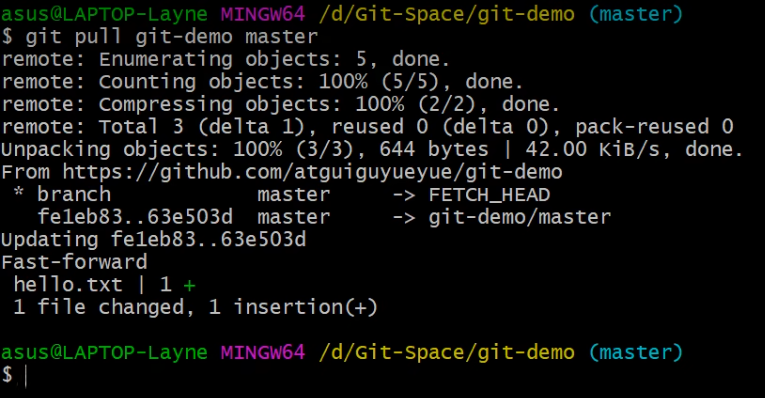 asus@LAPTOP-Layne MINGW64 /d/Git-Space/git-demo (master)
$ git pull git-demo master
remote: Enumerating objects: 5, done.
remote: Counting objects: 100% (5/5), done.
remote: Compressing objects: 100% (2/2), done.
remote: Total 3 (delta 1), reused 0 (delta 0), pack-reused 0
Unpacking objects: 100% (3/3), 644 bytes | 42.00 KiB/s, done.
From https://github.com/atguiguyueyue/git-demo
 * branch            master     -> FETCH_HEAD
   fe1eb83..63e503d  master     -> git-demo/master
Updating fe1eb83..63e503d
Fast-forward
 hello.txt | 1 +
 1 file changed, 1 insertion(+)
asus@LAPTOP-Layne MINGW64 /d/Git-Space/git-demo (master)
$